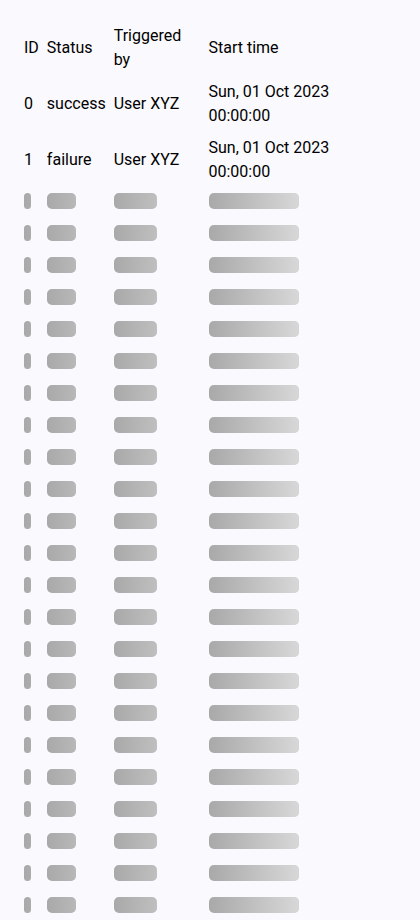 ID Status Triggered by Start time
0 success User XYZ Sun, 01 Oct 2023 00:00:00
1 failure User XYZ Sun, 01 Oct 2023 00:00:00